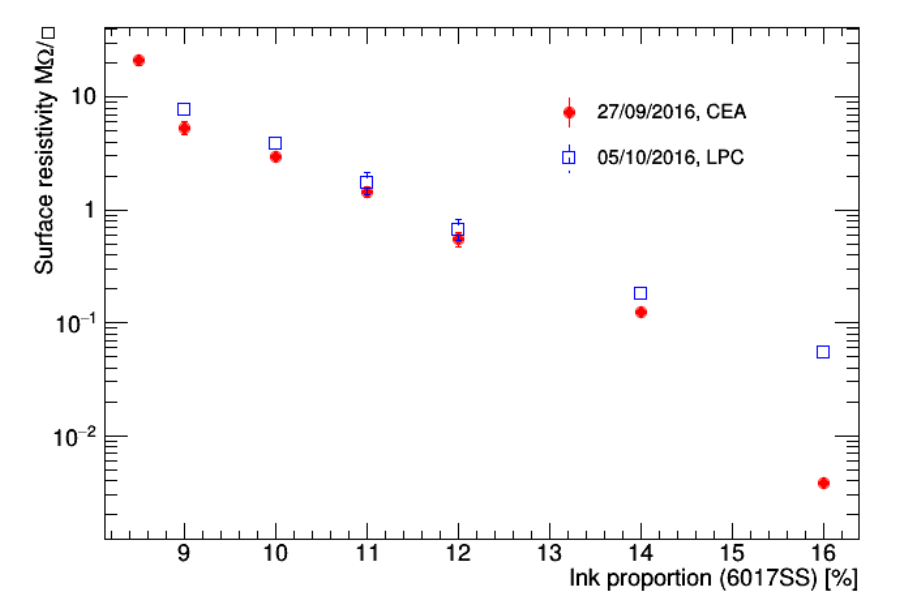 Surface resistivity MΩ/□
10
1
10⁻¹
10⁻²
27/09/2016, CEA
05/10/2016, LPC
9 10 11 12 13 14 15 16
Ink proportion (6017SS) [%]